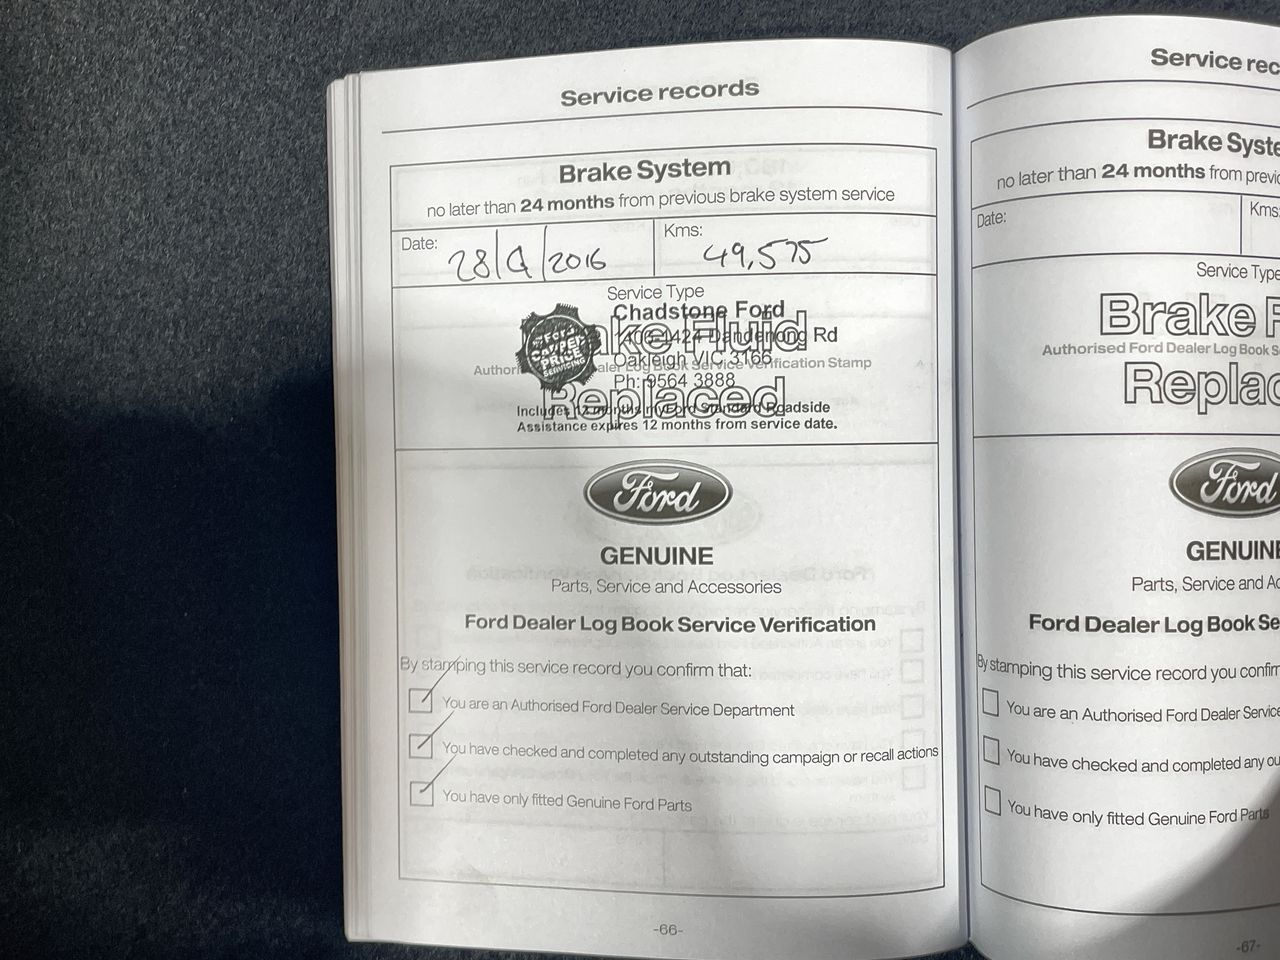 Service records
Brake System
no later than 24 months from previous brake system service
Date: 28/9/2016
Kms: 49,575
Service Type
Brake Fluid
Replaced
Chadstone Ford
Dandenong Rd
Oakleigh VIC 3166
Ph: 9564 3888
Includes 12 months myFord Standard Roadside
Assistance expires 12 months from service date.
CAPPED
PRICE
SERVICING
Verification Stamp
Ford
GENUINE
Parts, Service and Accessories
Ford Dealer Log Book Service Verification
By stamping this service record you confirm that:
You are an Authorised Ford Dealer Service Department
You have checked and completed any outstanding campaign or recall actions
You have only fitted Genuine Ford Parts
-66-
Service rec
Brake Syste
no later than 24 months from previ
Date:
Kms:
Service Type
Brake F
Authorised Ford Dealer Log Book S
Replac
Ford
GENUINE
Parts, Service and Ac
Ford Dealer Log Book Se
By stamping this service record you confirm
You are an Authorised Ford Dealer Service
You have checked and completed any ou
You have only fitted Genuine Ford Parts
-67-